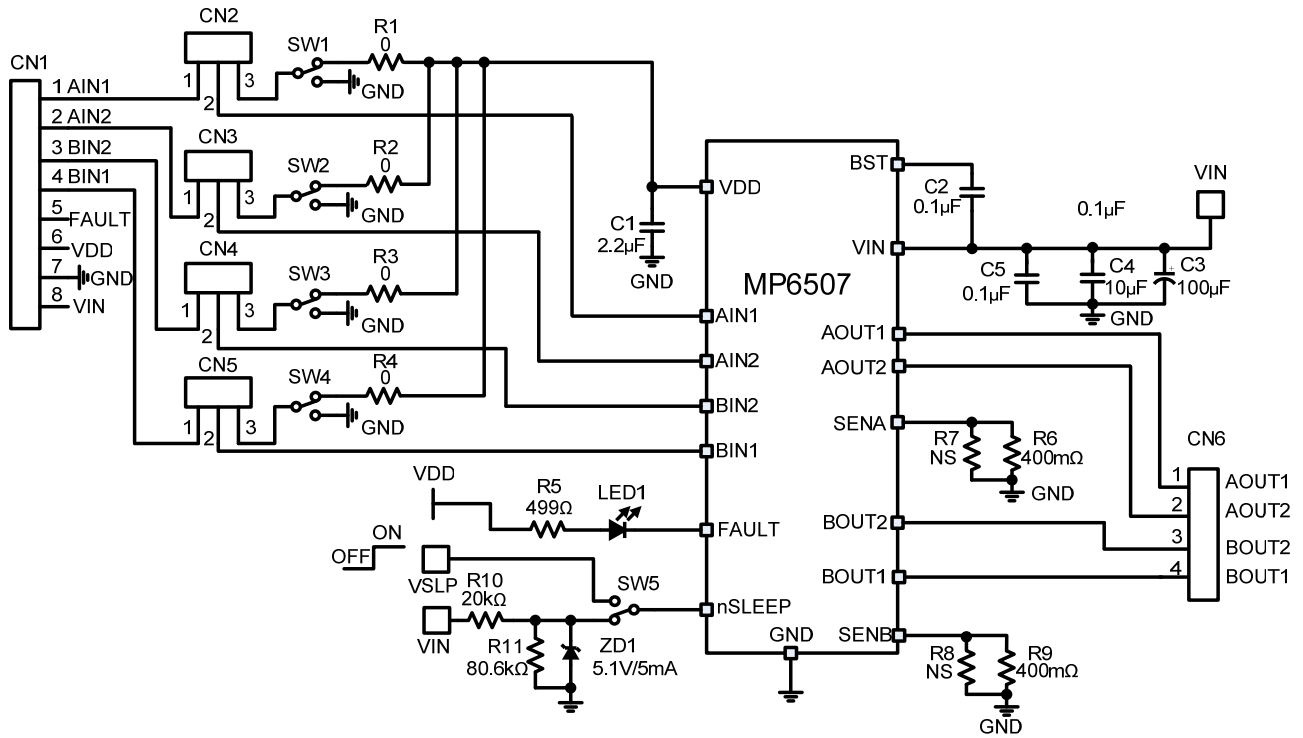 CN1
1 AIN1
2 AIN2
3 BIN2
4 BIN1
5 FAULT
6 VDD
7 GND
8 VIN
CN2
1
2
3
SW1
R1
0
GND
CN3
1
2
3
SW2
R2
0
GND
CN4
1
2
3
SW3
R3
0
GND
CN5
1
2
3
SW4
R4
0
GND
C1
2.2µF
GND
VDD
R5
499Ω
LED1
ON
OFF
VSLP
SW5
R10
20kΩ
VIN
R11
80.6kΩ
ZD1
5.1V/5mA
MP6507
VDD
AIN1
AIN2
BIN2
BIN1
FAULT
nSLEEP
GND
BST
VIN
AOUT1
AOUT2
SENA
BOUT2
BOUT1
SENB
C2
0.1µF
0.1µF
VIN
C5
0.1µF
C4
10µF
+
C3
100µF
GND
R7
NS
R6
400mΩ
GND
CN6
1 AOUT1
2 AOUT2
3 BOUT2
4 BOUT1
R8
NS
R9
400mΩ
GND